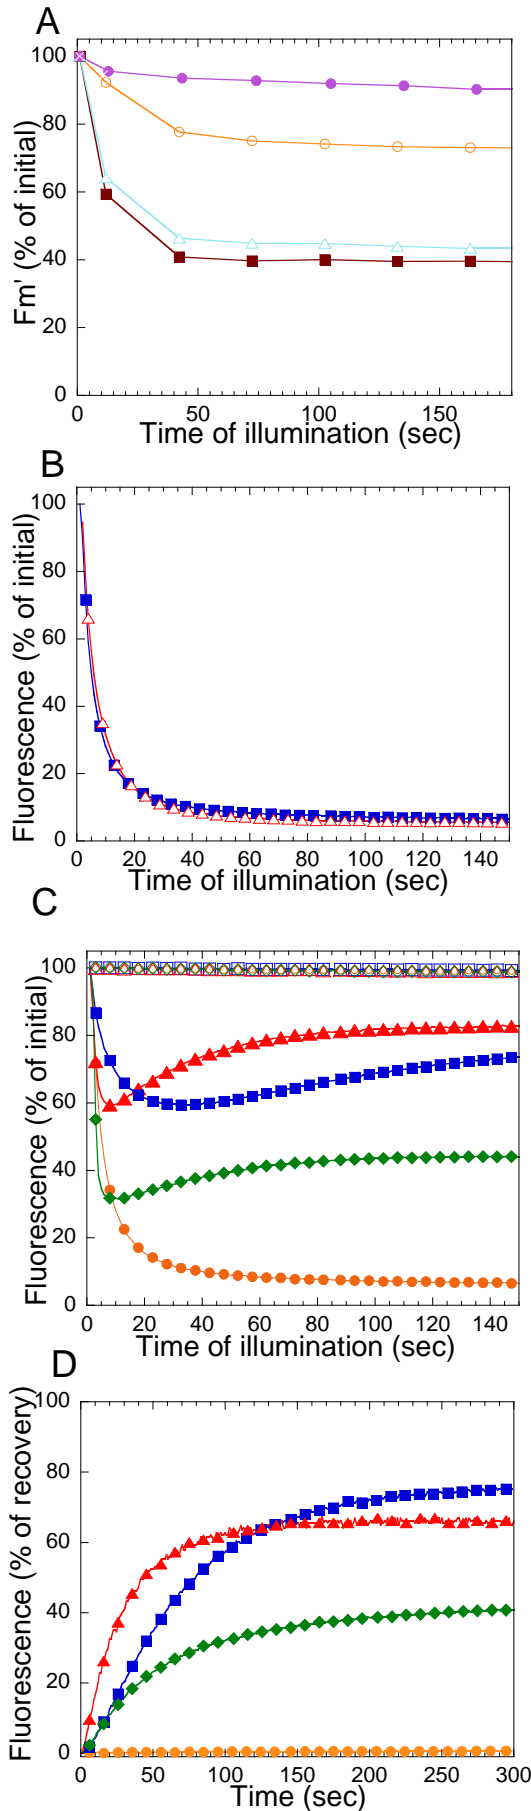 A
100
80
60
40
20
0
Fm' (% of initial)
0 50 100 150
Time of illumination (sec)
B
100
80
60
40
20
0
Fluorescence (% of initial)
0 20 40 60 80 100 120 140
Time of illumination (sec)
C
100
80
60
40
20
0
Fluorescence (% of initial)
0 20 40 60 80 100 120 140
Time of illumination (sec)
D
100
80
60
40
20
0
Fluorescence (% of recovery)
0 50 100 150 200 250 300
Time (sec)